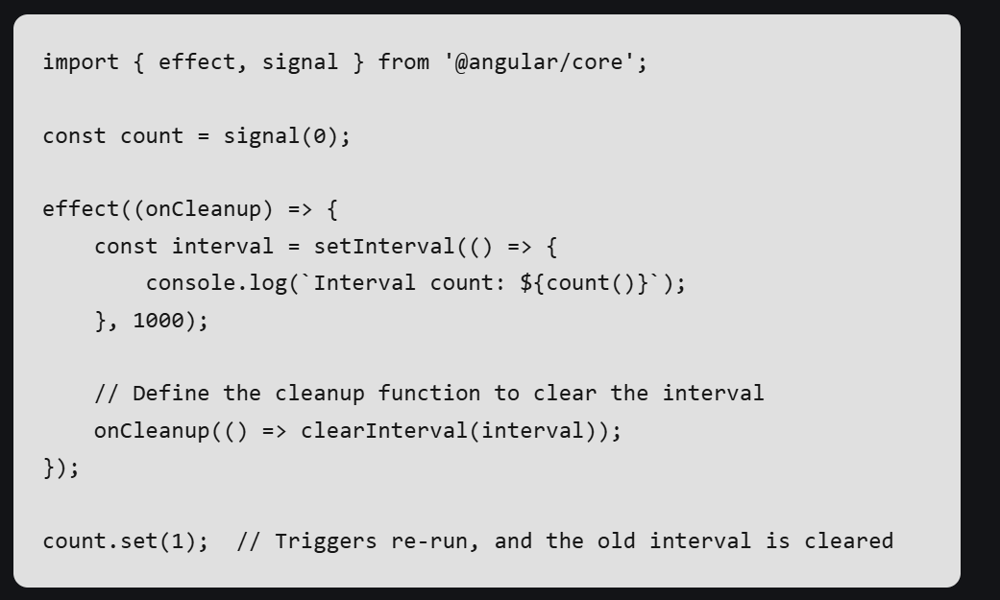 import { effect, signal } from '@angular/core';

const count = signal(0);

effect((onCleanup) => {
    const interval = setInterval(() => {
        console.log(`Interval count: ${count()}`);
    }, 1000);

    // Define the cleanup function to clear the interval
    onCleanup(() => clearInterval(interval));
});

count.set(1);  // Triggers re-run, and the old interval is cleared